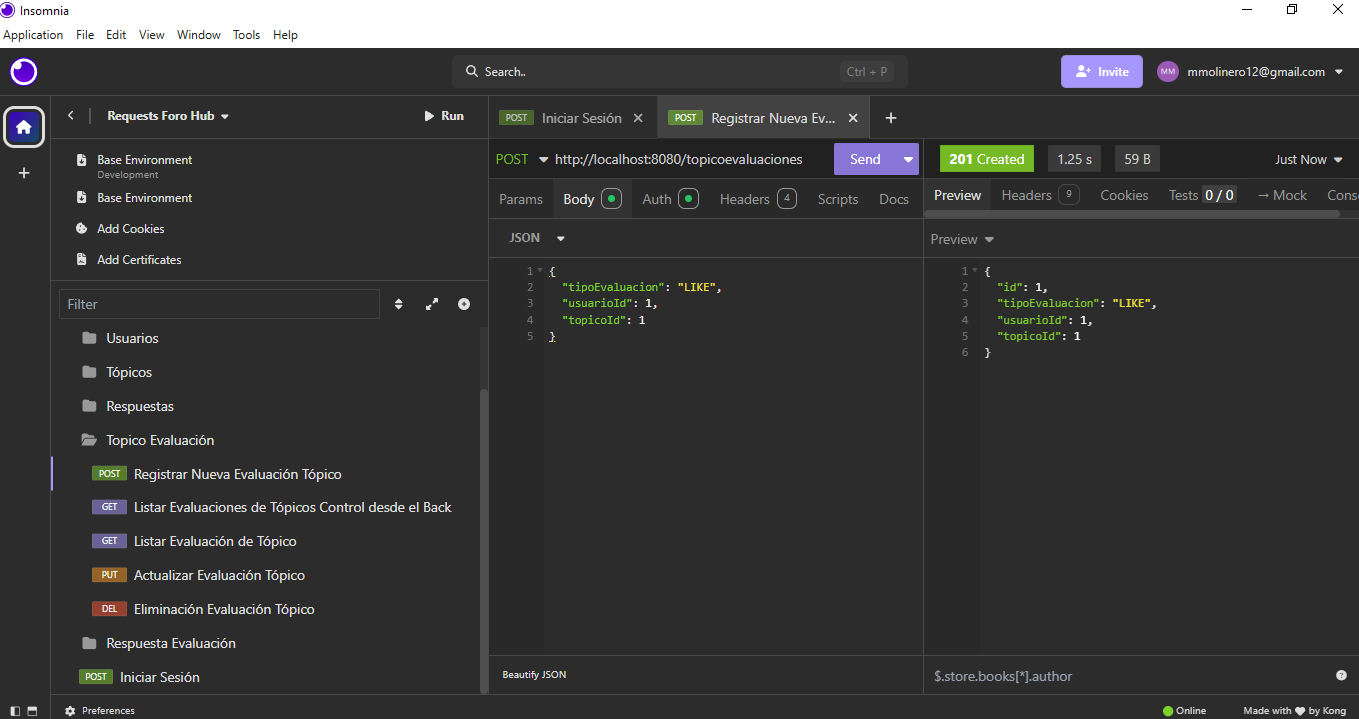 Insomnia
Application File Edit View Window Tools Help
Search.. Ctrl + P
Invite
MM mmolinero12@gmail.com
Requests Foro Hub
Run
Base Environment
Development
Base Environment
Add Cookies
Add Certificates
Filter
Usuarios
Tópicos
Respuestas
Topico Evaluación
POST Registrar Nueva Evaluación Tópico
GET Listar Evaluaciones de Tópicos Control desde el Back
GET Listar Evaluación de Tópico
PUT Actualizar Evaluación Tópico
DEL Eliminación Evaluación Tópico
Respuesta Evaluación
POST Iniciar Sesión
POST Iniciar Sesión
POST Registrar Nueva Ev...
POST http://localhost:8080/topicoevaluaciones Send
Params Body Auth Headers 4 Scripts Docs
JSON
1 {
2 "tipoEvaluacion": "LIKE",
3 "usuarioId": 1,
4 "topicoId": 1
5 }
Beautify JSON
201 Created 1.25 s 59 B Just Now
Preview Headers 9 Cookies Tests 0 / 0 → Mock Cons
Preview
1 {
2 "id": 1,
3 "tipoEvaluacion": "LIKE",
4 "usuarioId": 1,
5 "topicoId": 1
6 }
$.store.books[*].author
Preferences
Online
Made with ♥ by Kong